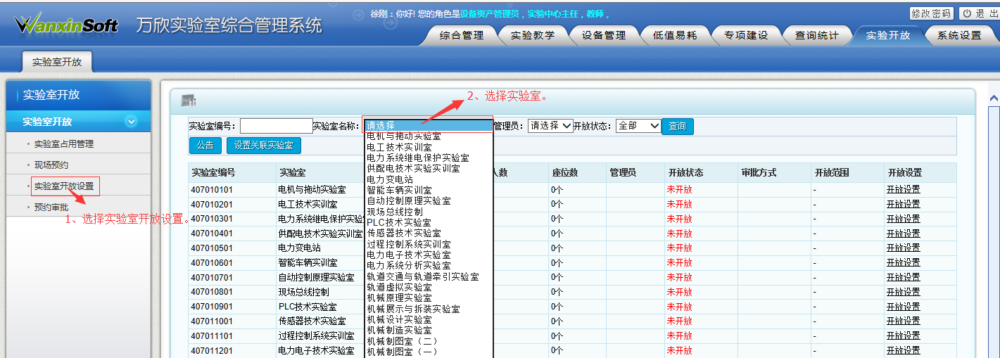 WanxinSoft 万欣实验室综合管理系统
徐刚：你好! 您的角色是设备资产管理员，实验中心主任，教师，
修改密码 退 出
综合管理 实验教学 设备管理 低值易耗 专项建设 查询统计 实验开放 系统设置
实验室开放
实验室开放
实验室开放
实验室占用管理
现场预约
实验室开放设置
预约审批
1、选择实验室开放设置。
2、选择实验室。
实验室编号： 实验室名称： 请选择 管理员： 请选择 开放状态： 全部 查询
公告 设置关联实验室
请选择
电机与拖动实验室
电工技术实训室
电力系统继电保护实验室
供配电技术实验实训室
电力变电站
智能车辆实训室
自动控制原理实验室
现场总线控制
PLC技术实验室
传感器技术实验室
过程控制系统实训室
电力电子技术实验室
电力系统分析实验室
轨道交通与轨道牵引实验室
轨道虚拟实验室
机械原理实验室
机械展示与拆装实验室
机械设计实验室
机械制造实验室
机械制图室（二）
机械制图室（一）
实验室编号 实验室 人数 座位数 管理员 开放状态 审批方式 开放范围 开放设置
407010101 电机与拖动实验室 0个 未开放 - 开放设置
407010201 电工技术实训室 0个 未开放 - 开放设置
407010301 电力系统继电保护实验 0个 未开放 - 开放设置
407010401 供配电技术实验实训室 0个 未开放 - 开放设置
407010501 电力变电站 0个 未开放 - 开放设置
407010601 智能车辆实训室 0个 未开放 - 开放设置
407010701 自动控制原理实验室 0个 未开放 - 开放设置
407010801 现场总线控制 0个 未开放 - 开放设置
407010901 PLC技术实验室 0个 未开放 - 开放设置
407011001 传感器技术实验室 0个 未开放 - 开放设置
407011101 过程控制系统实训室 0个 未开放 - 开放设置
407011201 电力电子技术实验室 0个 未开放 - 开放设置